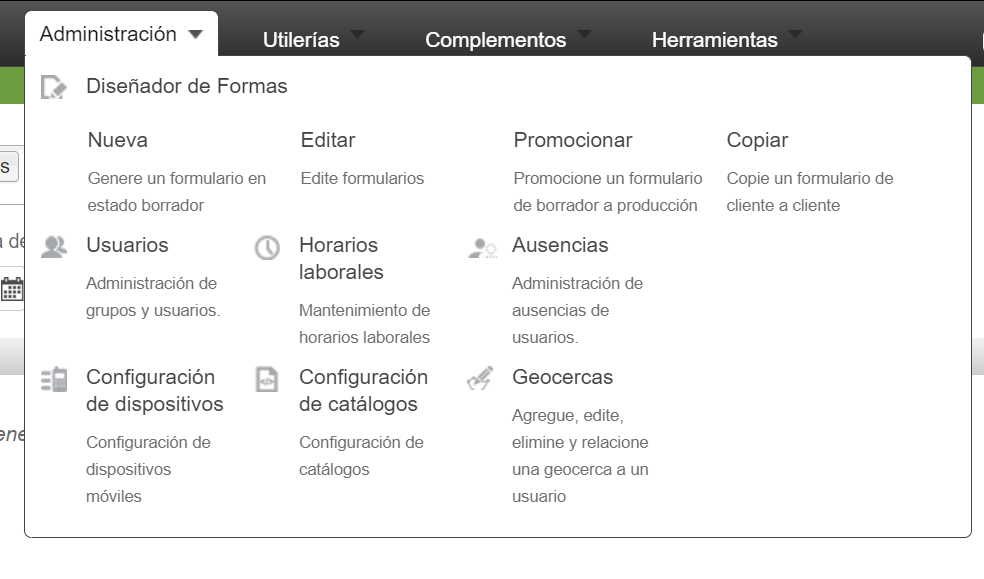 Administración
Utilerías
Complementos
Herramientas
Diseñador de Formas
Nueva
Genere un formulario en
estado borrador
Editar
Edite formularios
Promocionar
Promocione un formulario
de borrador a producción
Copiar
Copie un formulario de
cliente a cliente
Usuarios
Administración de
grupos y usuarios.
Horarios
laborales
Mantenimiento de
horarios laborales
Ausencias
Administración de
ausencias de
usuarios.
Configuración
de dispositivos
Configuración de
dispositivos
móviles
Configuración
de catálogos
Configuración de
catálogos
Geocercas
Agregue, edite,
elimine y relacione
una geocerca a un
usuario